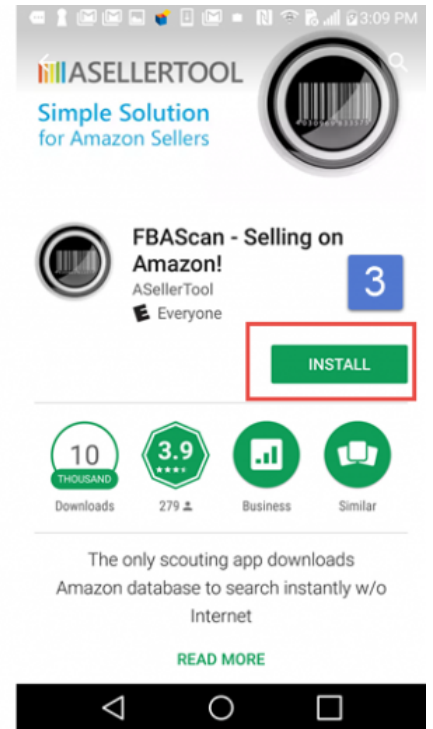 3:09 PM
ASELLERTOOL
Simple Solution
for Amazon Sellers
FBAScan - Selling on
Amazon!
ASellerTool
E Everyone
3
INSTALL
10
THOUSAND
Downloads
3.9
279
Business
Similar
The only scouting app downloads
Amazon database to search instantly w/o
Internet
READ MORE